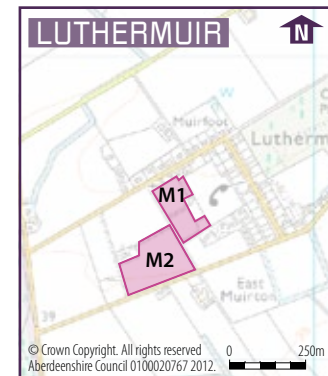 LUTHERMUIR
N
W
Muirfoot
Lutherm
M1
M2
East
Muirton
39
© Crown Copyright. All rights reserved
Aberdeenshire Council 0100020767 2012.
0 250m